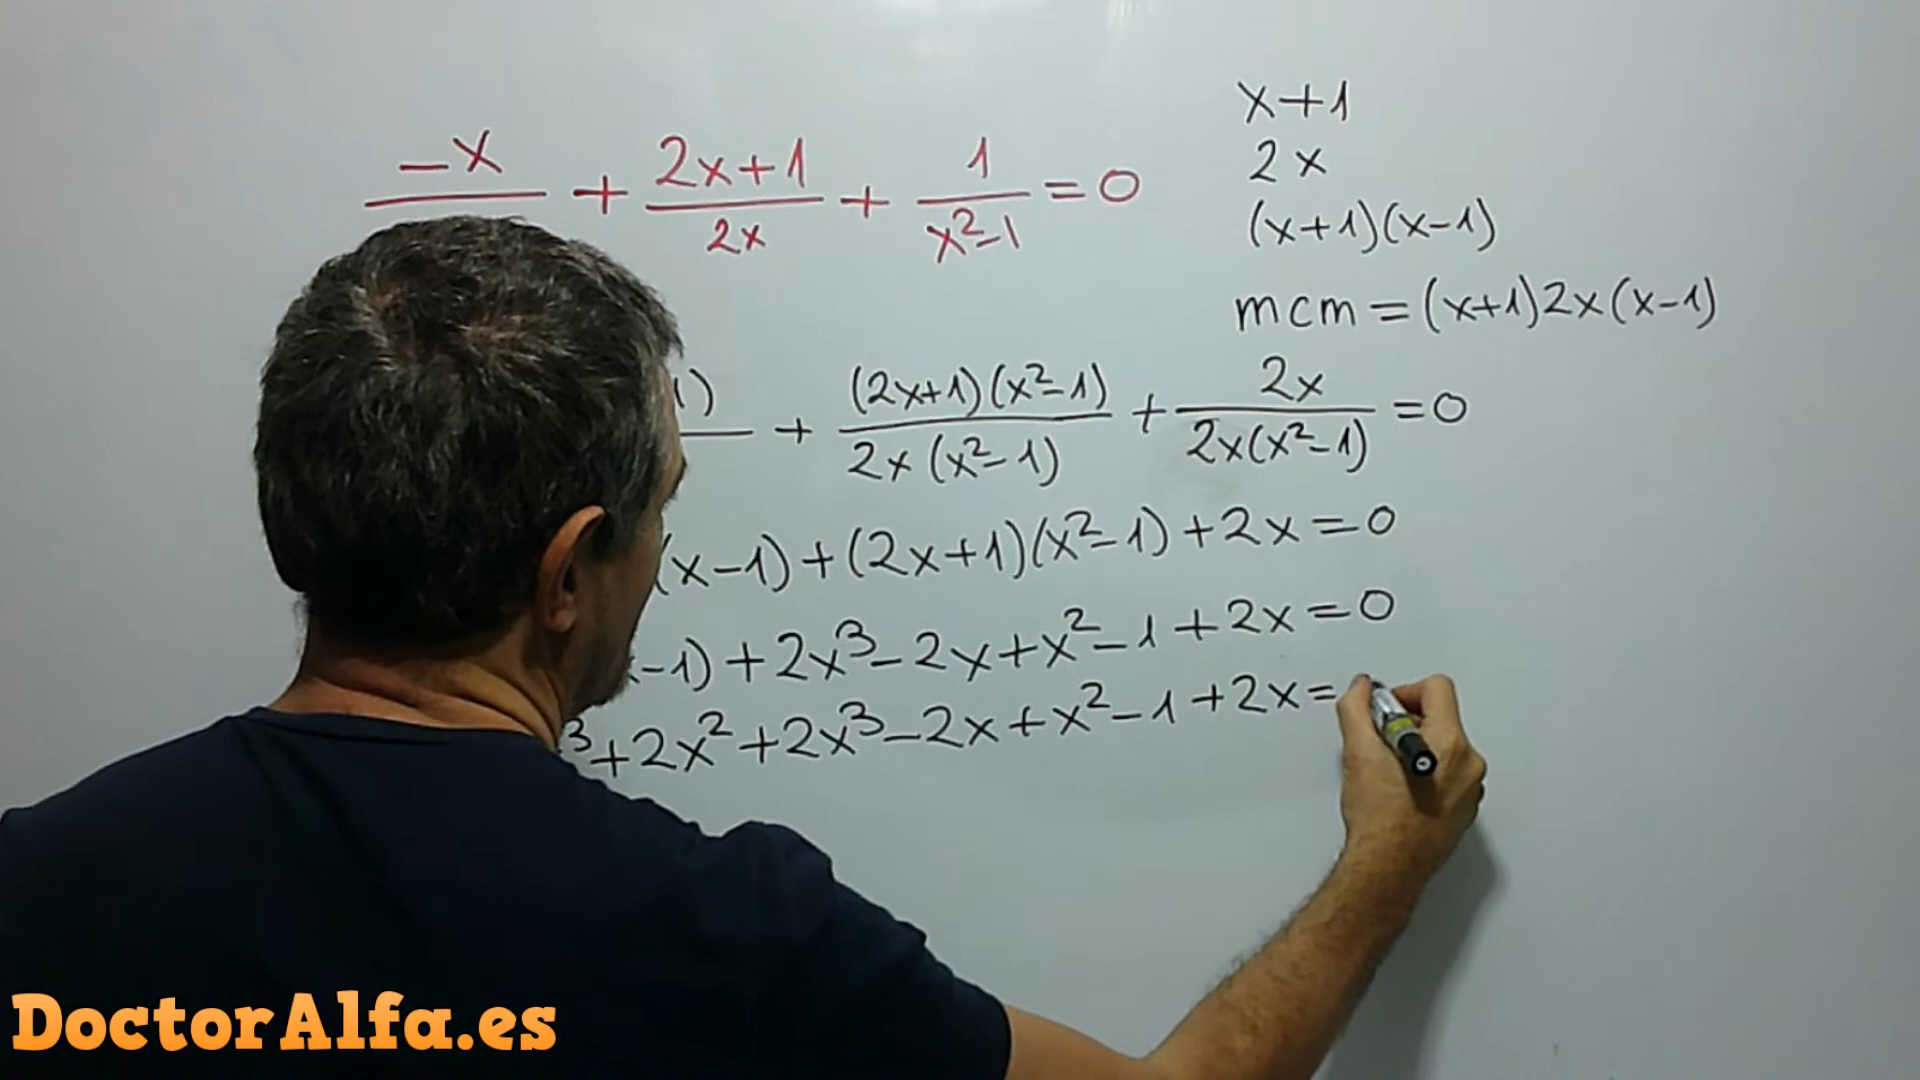 -x/ + 2x+1/2x + 1/x²-1 = 0
x+1
2x
(x+1)(x-1)
mcm = (x+1)2x(x-1)
1) + (2x+1)(x²-1)/2x(x²-1) + 2x/2x(x²-1) = 0
(x-1)+(2x+1)(x²-1)+2x=0
-1)+2x³-2x+x²-1+2x=0
³+2x²+2x³-2x+x²-1+2x=
DoctorAlfa.es